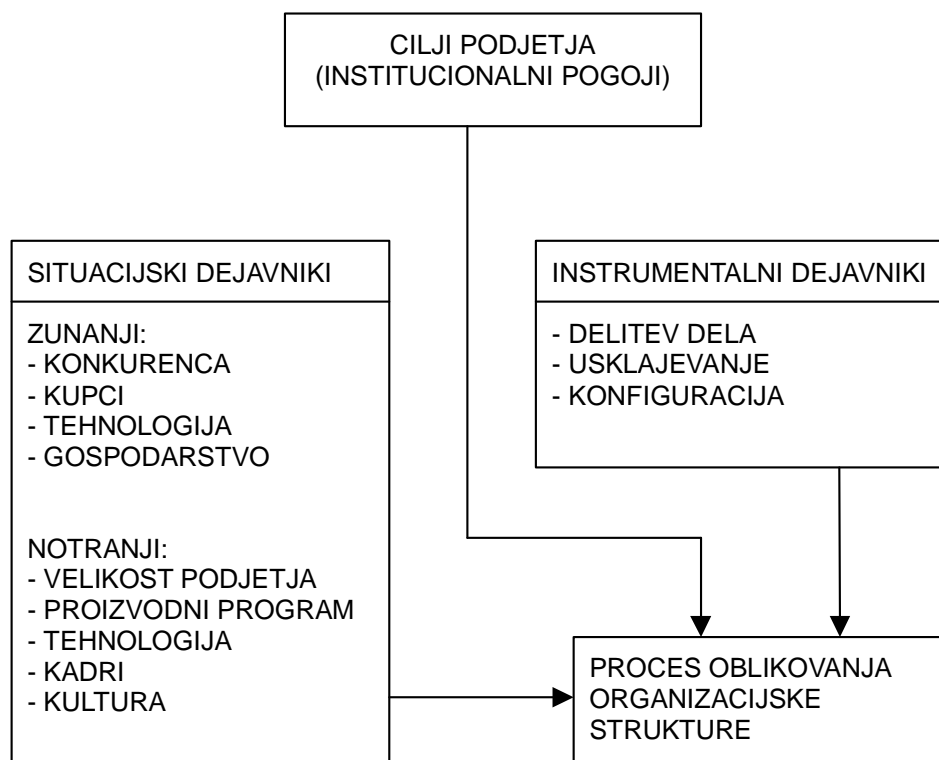 CILJI PODJETJA
(INSTITUCIONALNI POGOJI)
SITUACIJSKI DEJAVNIKI
ZUNANJI:
- KONKURENCA
- KUPCI
- TEHNOLOGIJA
- GOSPODARSTVO
NOTRANJI:
- VELIKOST PODJETJA
- PROIZVODNI PROGRAM
- TEHNOLOGIJA
- KADRI
- KULTURA
INSTRUMENTALNI DEJAVNIKI
- DELITEV DELA
- USKLAJEVANJE
- KONFIGURACIJA
PROCES OBLIKOVANJA
ORGANIZACIJSKE
STRUKTURE